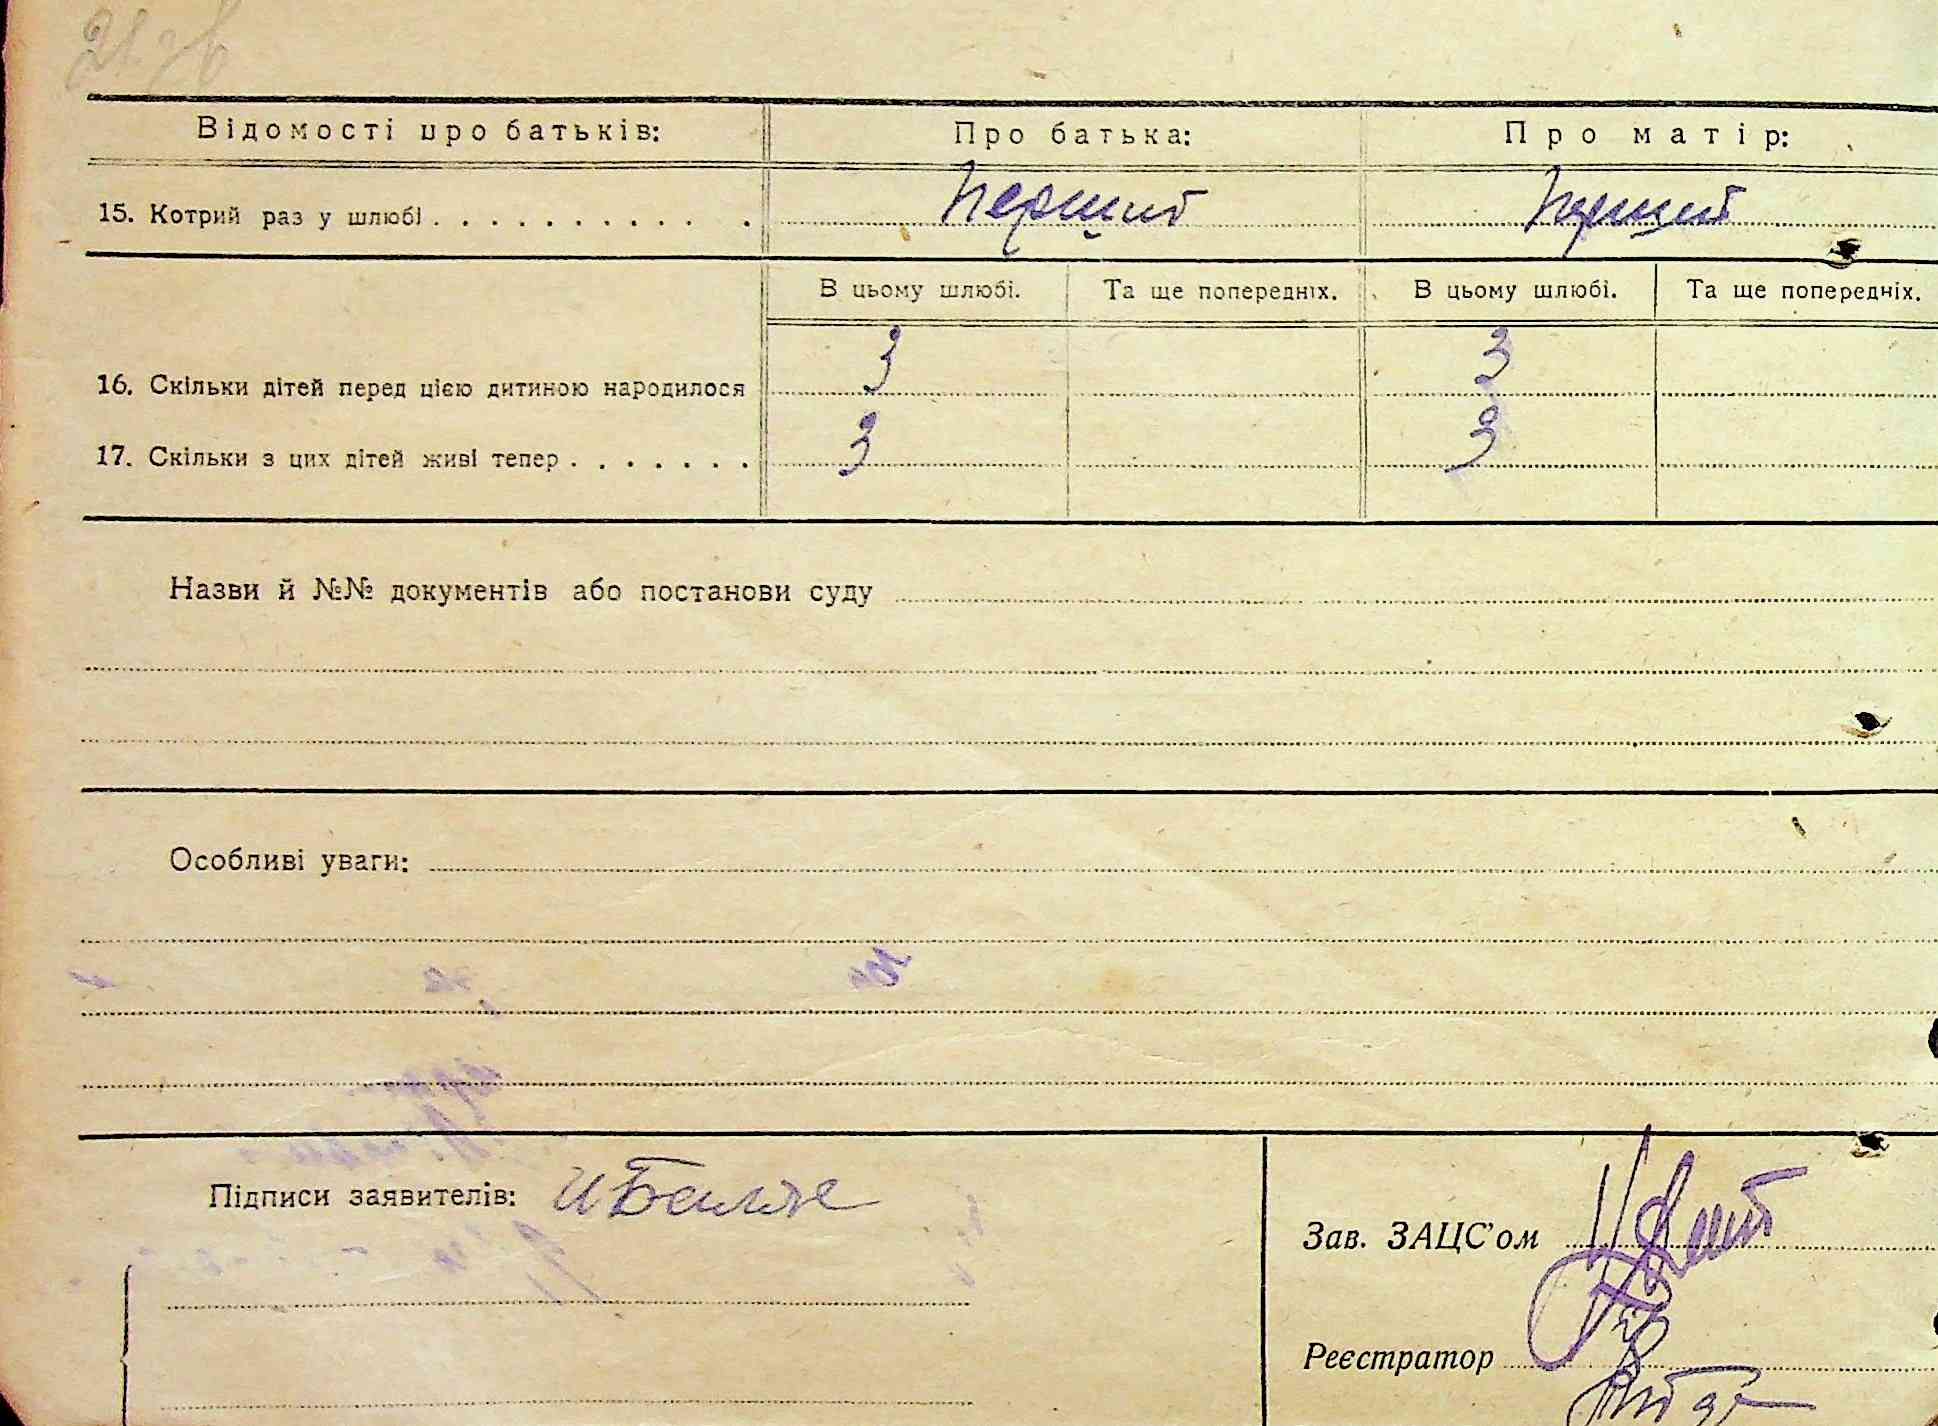 Відомості про батьків: Про батька: Про матір:
15. Котрий раз у шлюбі . . . . . . . . . . Перший Перший
В цьому шлюбі. Та ще попередніх. В цьому шлюбі. Та ще попередніх.
16. Скільки дітей перед цією дитиною народилося 3 3
17. Скільки з цих дітей живі тепер . . . . . . . 3 3
Назви й №№ документів або постанови суду
Особливі уваги:
Підписи заявителів:
Зав. ЗАЦС'ом
Реєстратор